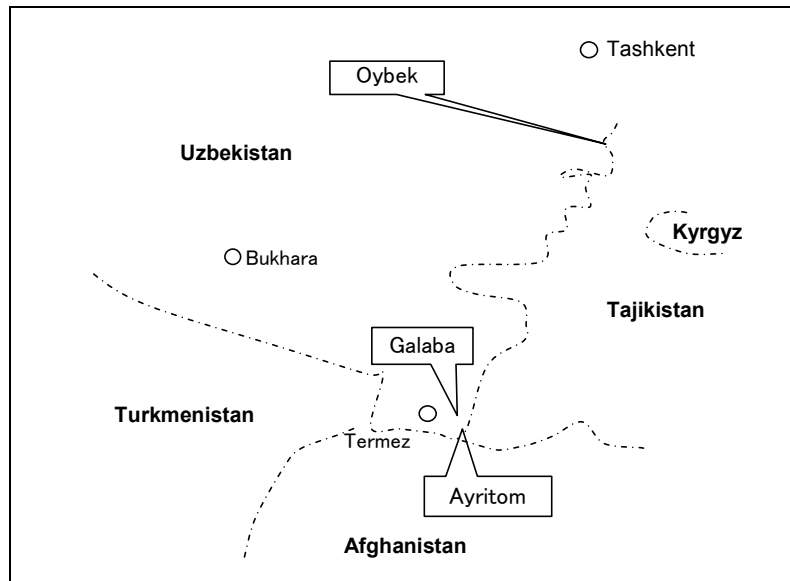 Tashkent
Oybek
Uzbekistan
Kyrgyz
Bukhara
Tajikistan
Galaba
Turkmenistan
Termez
Ayritom
Afghanistan